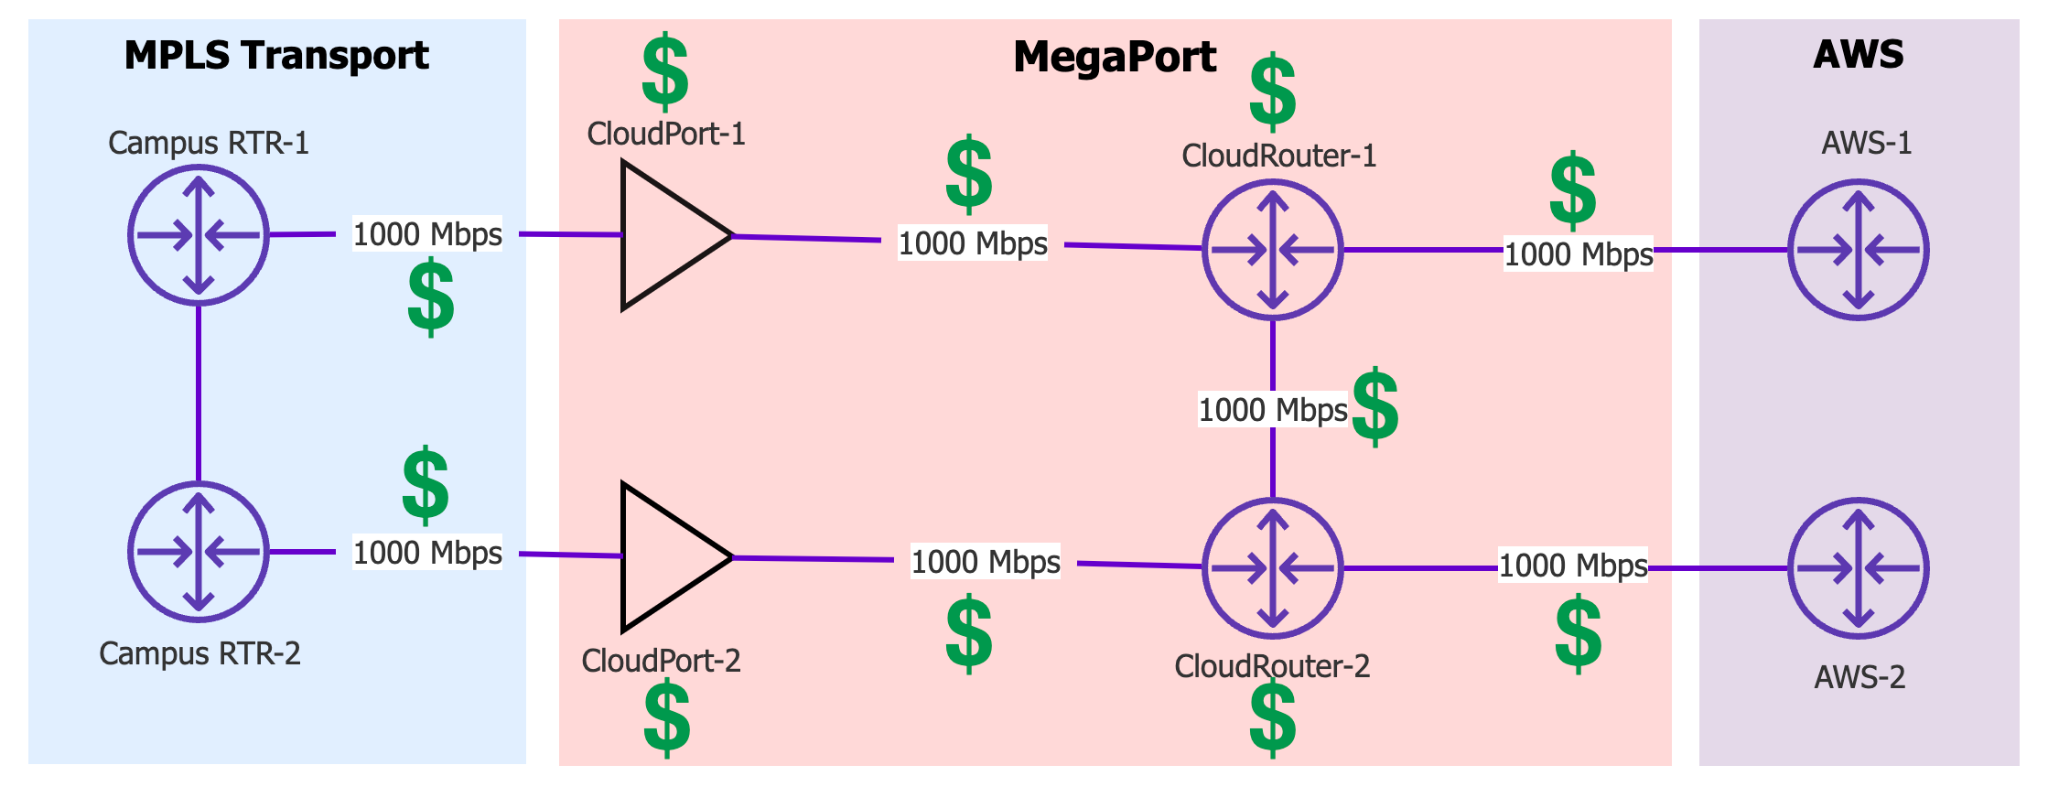 MPLS Transport
MegaPort
AWS
$
$
CloudPort-1
Campus RTR-1
CloudRouter-1
AWS-1
$
$
1000 Mbps
1000 Mbps
1000 Mbps
$
1000 Mbps
$
$
1000 Mbps
1000 Mbps
1000 Mbps
$
$
Campus RTR-2
CloudPort-2
CloudRouter-2
AWS-2
$
$